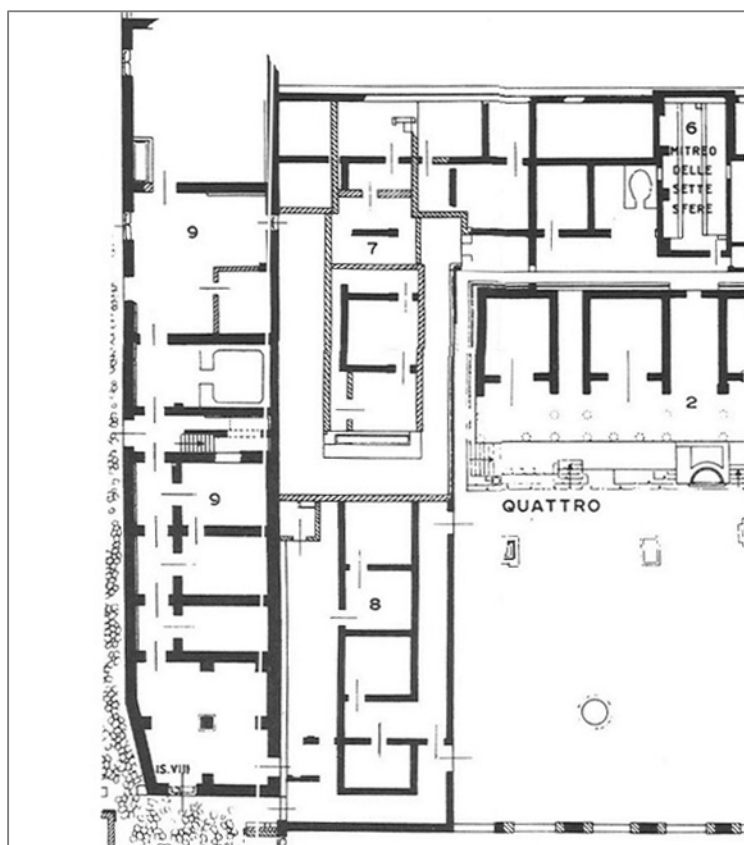 6
MITREO
DELLE
SETTE
SFERE
9
7
2
9
QUATTRO
8
IS. VIII